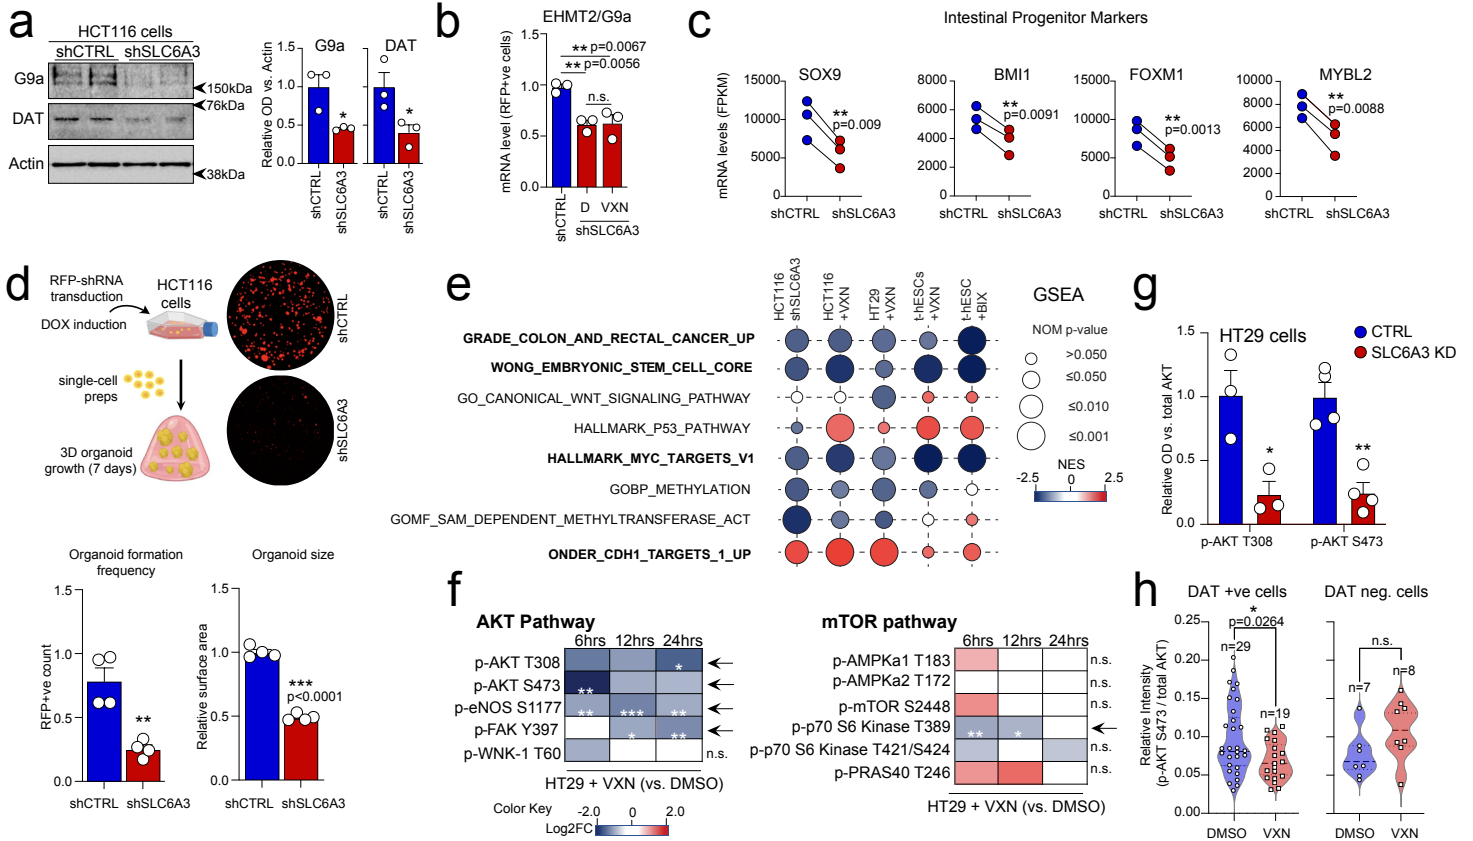 a
HCT116 cells
shCTRL shSLC6A3
G9a
150kDa
76kDa
DAT
Actin
38kDa
Relative OD vs. Actin
G9a
DAT
1.5
1.0
0.5
0.0
*
*
shCTRL
shSLC6A3
shCTRL
shSLC6A3
b
EHMT2/G9a
mRNA level (RFP+ve cells)
** p=0.0067
** p=0.0056
n.s.
1.5
1.0
0.5
0.0
shCTRL
D VXN
shSLC6A3
c
Intestinal Progenitor Markers
mRNA levels (FPKM)
SOX9
15000
10000
5000
0
**
p=0.009
shCTRL shSLC6A3
BMI1
8000
6000
4000
2000
0
**
p=0.0091
shCTRL shSLC6A3
FOXM1
15000
10000
5000
0
**
p=0.0013
shCTRL shSLC6A3
MYBL2
10000
8000
6000
4000
2000
0
**
p=0.0088
shCTRL shSLC6A3
d
RFP-shRNA
transduction
DOX induction
HCT116
cells
single-cell
preps
3D organoid
growth (7 days)
shCTRL
shSLC6A3
Organoid formation
frequency
RFP+ve count
1.5
1.0
0.5
0.0
**
shCTRL shSLC6A3
Organoid size
Relative surface area
1.5
1.0
0.5
0.0
***
p<0.0001
shCTRL shSLC6A3
e
HCT116
shSLC6A3
HCT116
+VXN
HT29
+VXN
t-hESCs
+VXN
t-hESC
+BIX
GRADE_COLON_AND_RECTAL_CANCER_UP
WONG_EMBRYONIC_STEM_CELL_CORE
GO_CANONICAL_WNT_SIGNALING_PATHWAY
HALLMARK_P53_PATHWAY
HALLMARK_MYC_TARGETS_V1
GOBP_METHYLATION
GOMF_SAM_DEPENDENT_METHYLTRANSFERASE_ACT
ONDER_CDH1_TARGETS_1_UP
GSEA
NOM p-value
>0.050
≤0.050
≤0.010
≤0.001
NES
-2.5 0 2.5
f
AKT Pathway
6hrs 12hrs 24hrs
p-AKT T308 *
p-AKT S473 **
p-eNOS S1177 ** *** **
p-FAK Y397 * **
p-WNK-1 T60 n.s.
HT29 + VXN (vs. DMSO)
Color Key
-2.0 0 2.0
Log2FC
mTOR pathway
6hrs 12hrs 24hrs
p-AMPKa1 T183 n.s.
p-AMPKa2 T172 n.s.
p-mTOR S2448 n.s.
p-p70 S6 Kinase T389 ** *
p-p70 S6 Kinase T421/S424 n.s.
p-PRAS40 T246 n.s.
HT29 + VXN (vs. DMSO)
g
HT29 cells
CTRL
SLC6A3 KD
Relative OD vs. total AKT
1.5
1.0
0.5
0.0
*
**
p-AKT T308 p-AKT S473
h
DAT +ve cells
Relative Intensity
(p-AKT S473 / total AKT)
0.25
0.20
0.15
0.10
0.05
0.00
*
p=0.0264
n=29
n=19
DMSO VXN
DAT neg. cells
n.s.
n=7
n=8
DMSO VXN